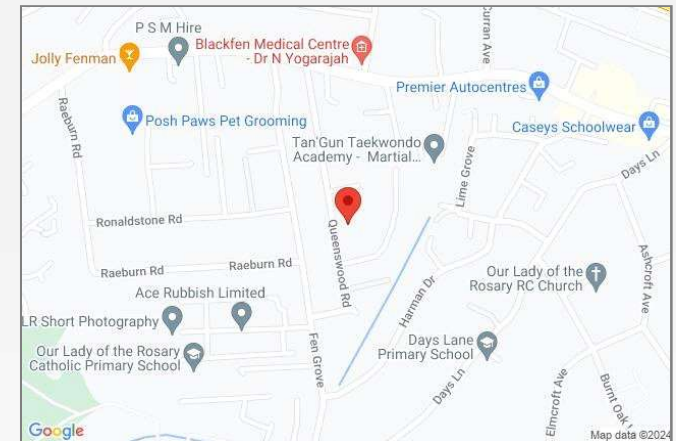 P S M Hire
Jolly Fenman
Blackfen Medical Centre
- Dr N Yogarajah
Curran Ave
Premier Autocentres
Raeburn Rd
Posh Paws Pet Grooming
Caseys Schoolwear
Tan'Gun Taekwondo
Academy - Martial...
Lime Grove
Days Ln
Ronaldstone Rd
Queenswood Rd
Raeburn Rd
Raeburn Rd
Our Lady of the
Rosary RC Church
Ashcroft Ave
Ace Rubbish Limited
Harman Dr
LR Short Photography
Fen Grove
Days Lane
Primary School
Our Lady of the Rosary
Catholic Primary School
Days Ln
Elmcroft Ave
Burnt Oak
Google
Map data ©2024